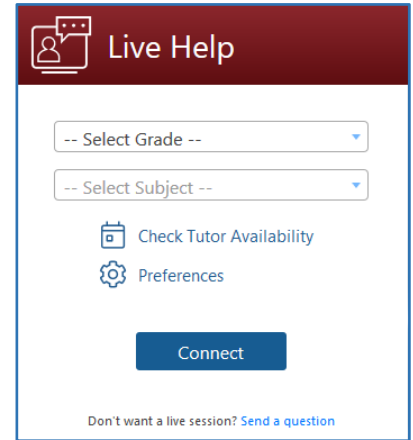 Live Help
-- Select Grade --
-- Select Subject --
Check Tutor Availability
Preferences
Connect
Don't want a live session? Send a question